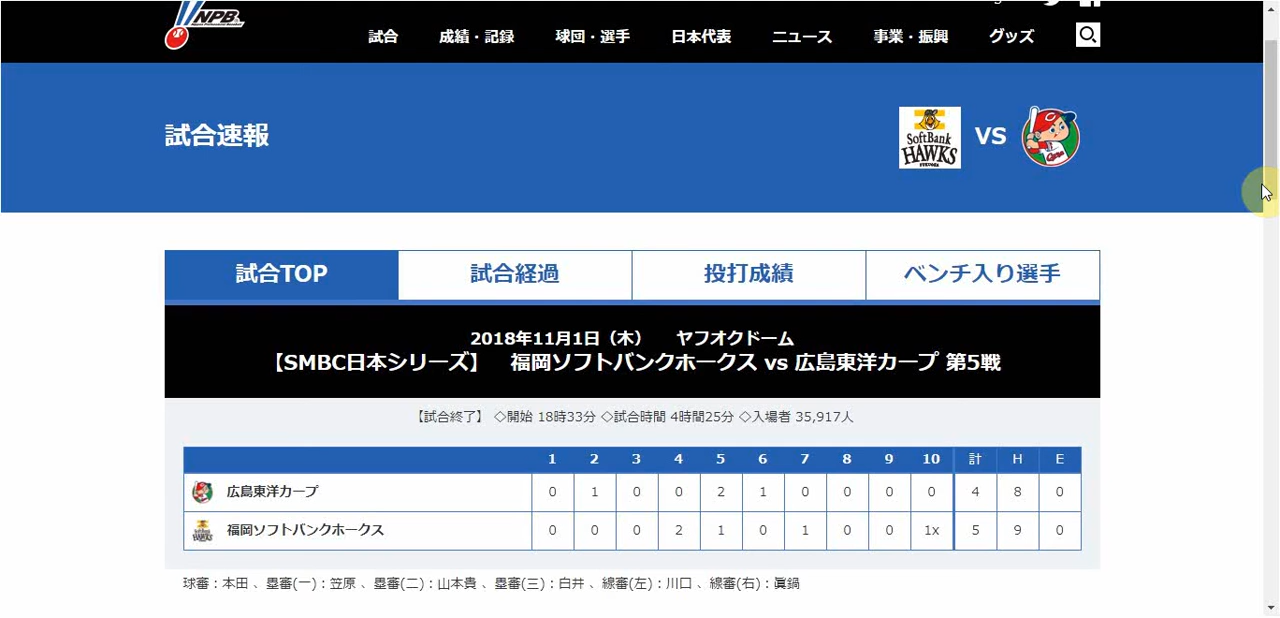 NPB
試合 成績・記録 球団・選手 日本代表 ニュース 事業・振興 グッズ
試合速報
SoftBank HAWKS FUKUOKA VS
試合TOP 試合経過 投打成績 ベンチ入り選手
2018年11月1日（木） ヤフオクドーム
【SMBC日本シリーズ】 福岡ソフトバンクホークス vs 広島東洋カープ 第5戦
【試合終了】 ◇開始 18時33分 ◇試合時間 4時間25分 ◇入場者 35,917人
1 2 3 4 5 6 7 8 9 10 計 H E
広島東洋カープ 0 1 0 0 2 1 0 0 0 0 4 8 0
福岡ソフトバンクホークス 0 0 0 2 1 0 1 0 0 1x 5 9 0
球審：本田 、塁審(一)：笠原 、塁審(二)：山本貴 、塁審(三)：白井 、線審(左)：川口 、線審(右)：眞鍋